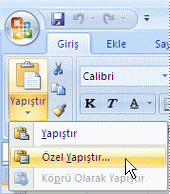 Giriş Ekle S
Yapıştır
Calibri
K T A
Yapıştır
Özel Yapıştır...
Köprü Olarak Yapıştır